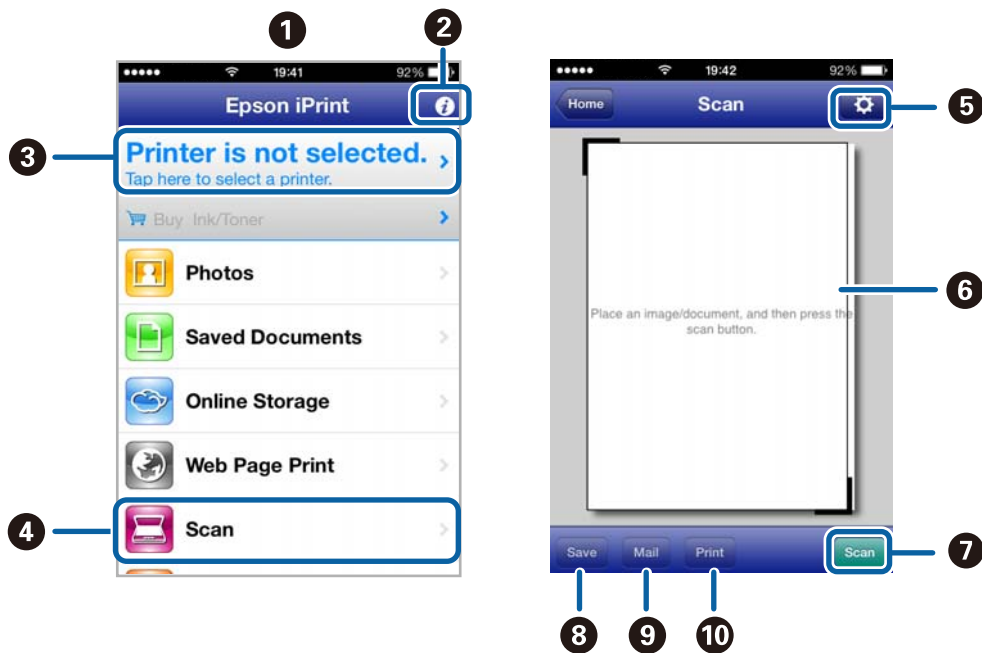 1
2
19:41
92%
Epson iPrint
3
Printer is not selected.
Tap here to select a printer.
Buy Ink/Toner
Photos
Saved Documents
Online Storage
Web Page Print
4
Scan
19:42
92%
Home
Scan
5
6
Place an image/document, and then press the
scan button.
Save
Mail
Print
Scan
7
8
9
10